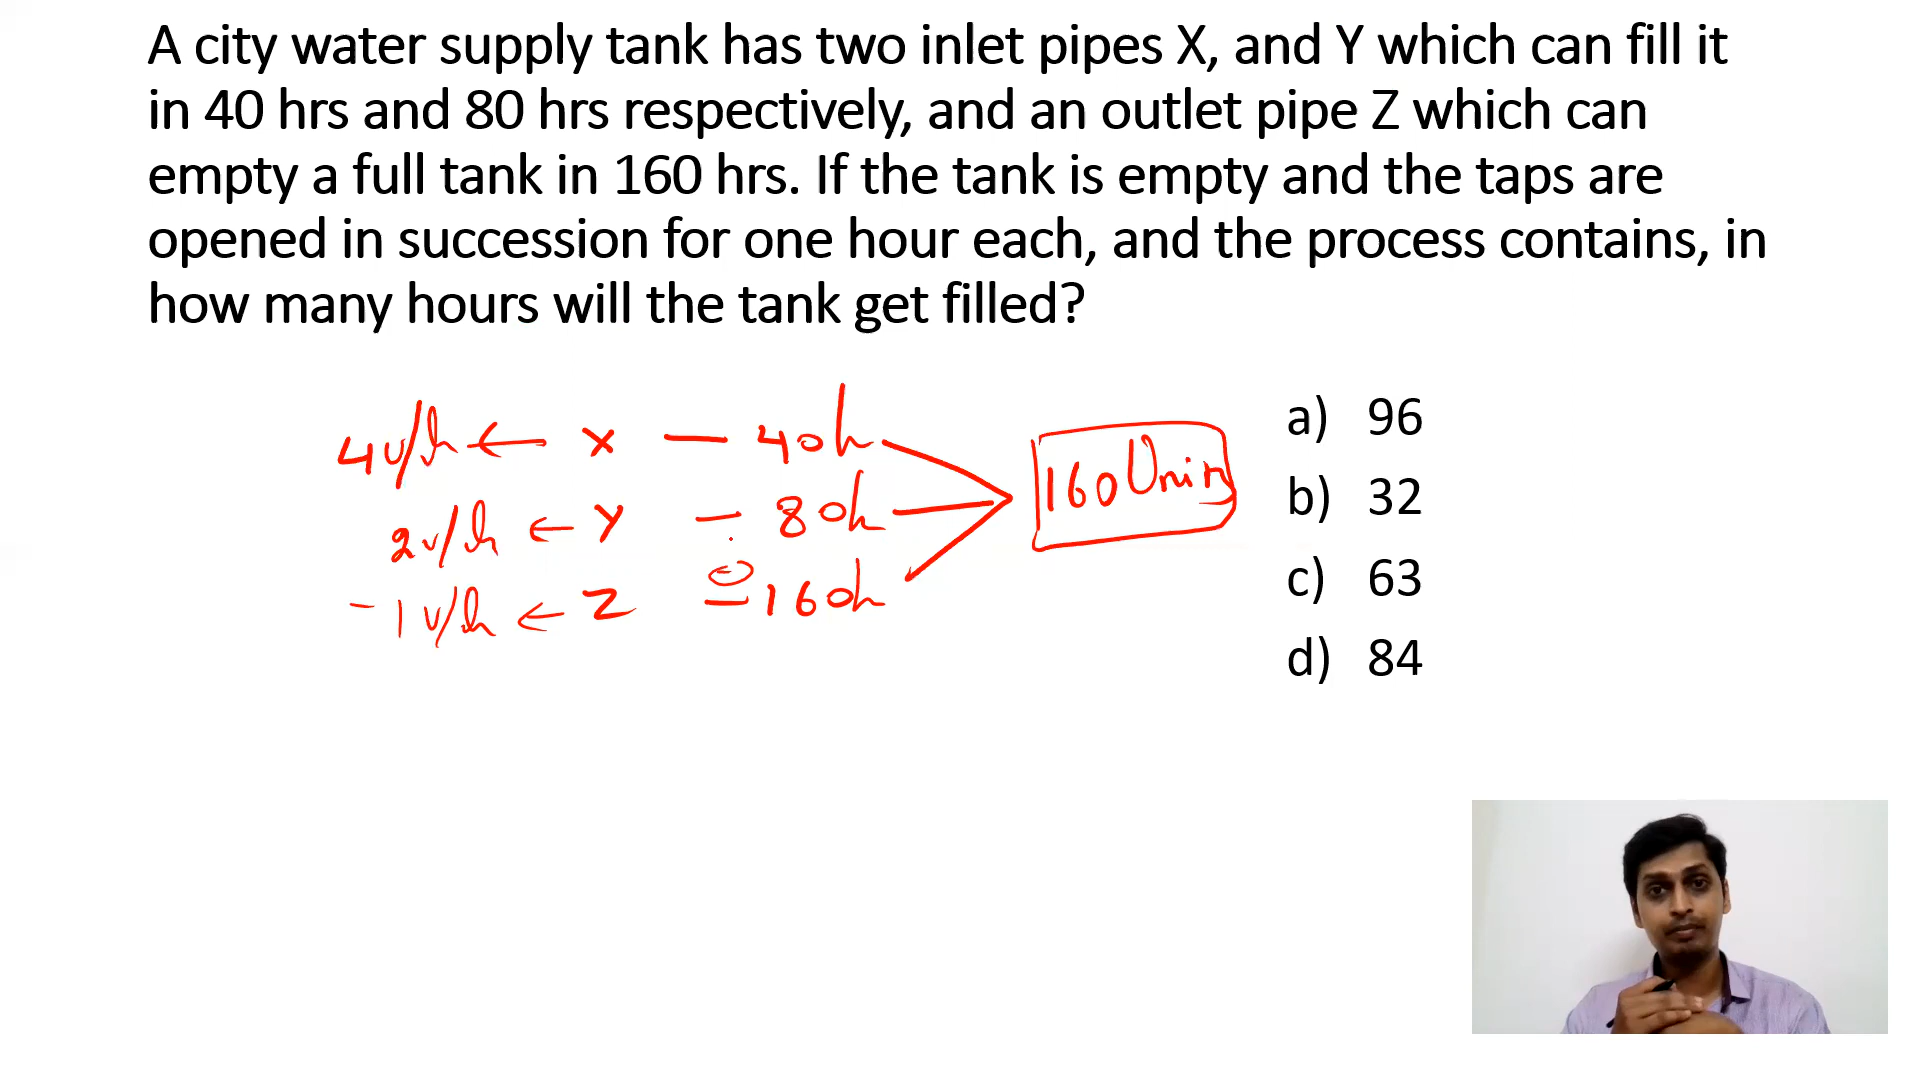 A city water supply tank has two inlet pipes X, and Y which can fill it
in 40 hrs and 80 hrs respectively, and an outlet pipe Z which can
empty a full tank in 160 hrs. If the tank is empty and the taps are
opened in succession for one hour each, and the process contains, in
how many hours will the tank get filled?
4u/h ← X — 40h
2u/h ← Y — 80h
-1u/h ← Z — 160h
160 Units
a) 96
b) 32
c) 63
d) 84